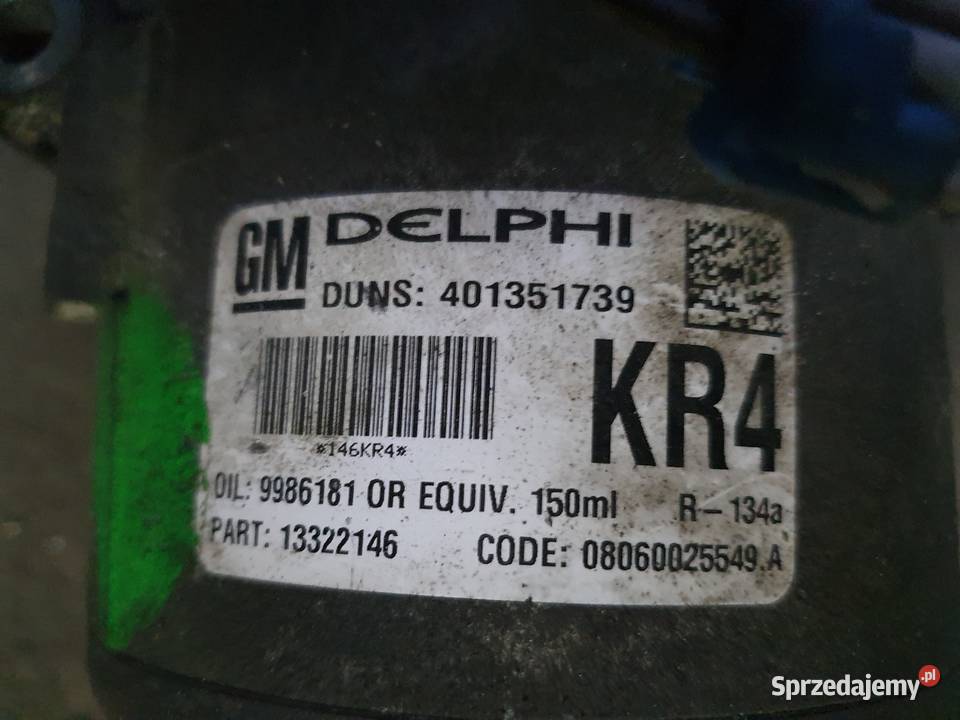 GM DELPHI
DUNS: 401351739
KR4
*146KR4*
OIL: 9986181 OR EQUIV. 150ml R-134a
PART: 13322146 CODE: 08060025549.A
Sprzedajemy.pl